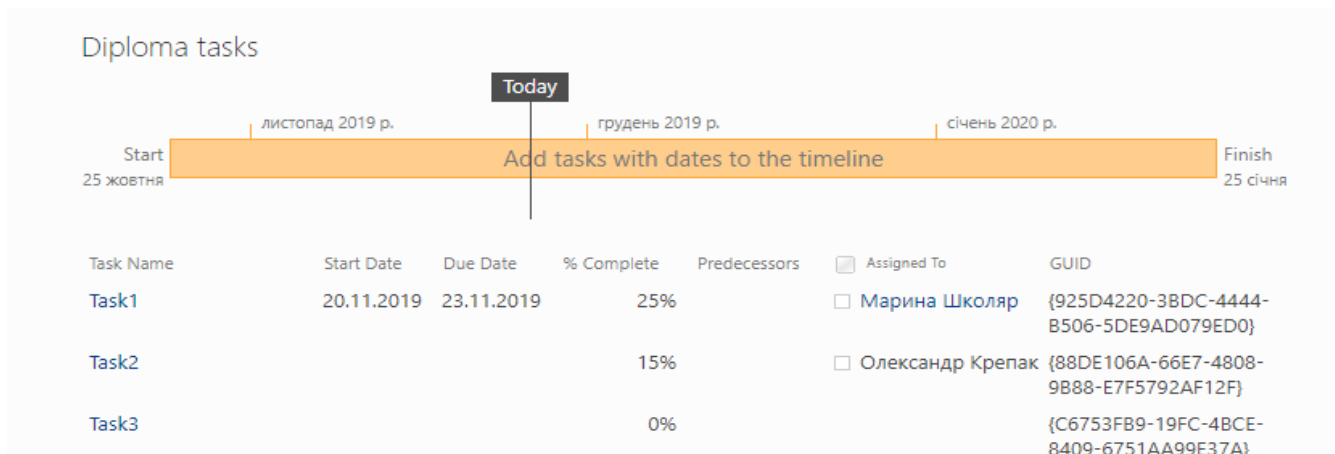 Diploma tasks
Today
листопад 2019 р. грудень 2019 р. січень 2020 р.
Start Add tasks with dates to the timeline Finish
25 жовтня 25 січня
Task Name Start Date Due Date % Complete Predecessors Assigned To GUID
Task1 20.11.2019 23.11.2019 25% Марина Школяр {925D4220-3BDC-4444-
B506-5DE9AD079ED0}
Task2 15% Олександр Крепак {88DE106A-66E7-4808-
9B88-E7F5792AF12F}
Task3 0% {C6753FB9-19FC-4BCE-
8409-6751AA99E37A}